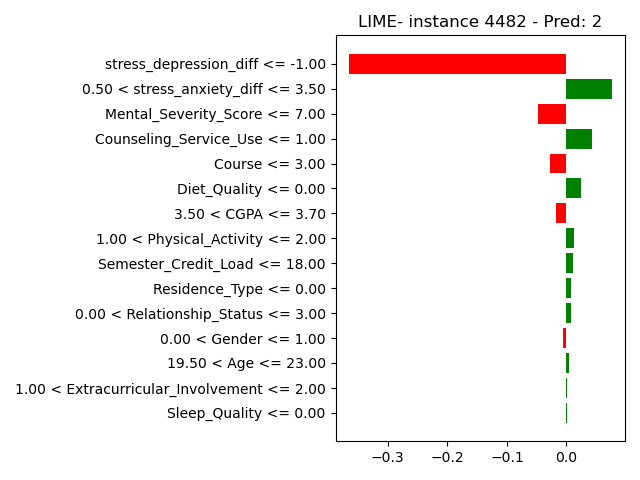 LIME- instance 4482 - Pred: 2
stress_depression_diff <= -1.00
0.50 < stress_anxiety_diff <= 3.50
Mental_Severity_Score <= 7.00
Counseling_Service_Use <= 1.00
Course <= 3.00
Diet_Quality <= 0.00
3.50 < CGPA <= 3.70
1.00 < Physical_Activity <= 2.00
Semester_Credit_Load <= 18.00
Residence_Type <= 0.00
0.00 < Relationship_Status <= 3.00
0.00 < Gender <= 1.00
19.50 < Age <= 23.00
1.00 < Extracurricular_Involvement <= 2.00
Sleep_Quality <= 0.00
−0.3 −0.2 −0.1 0.0